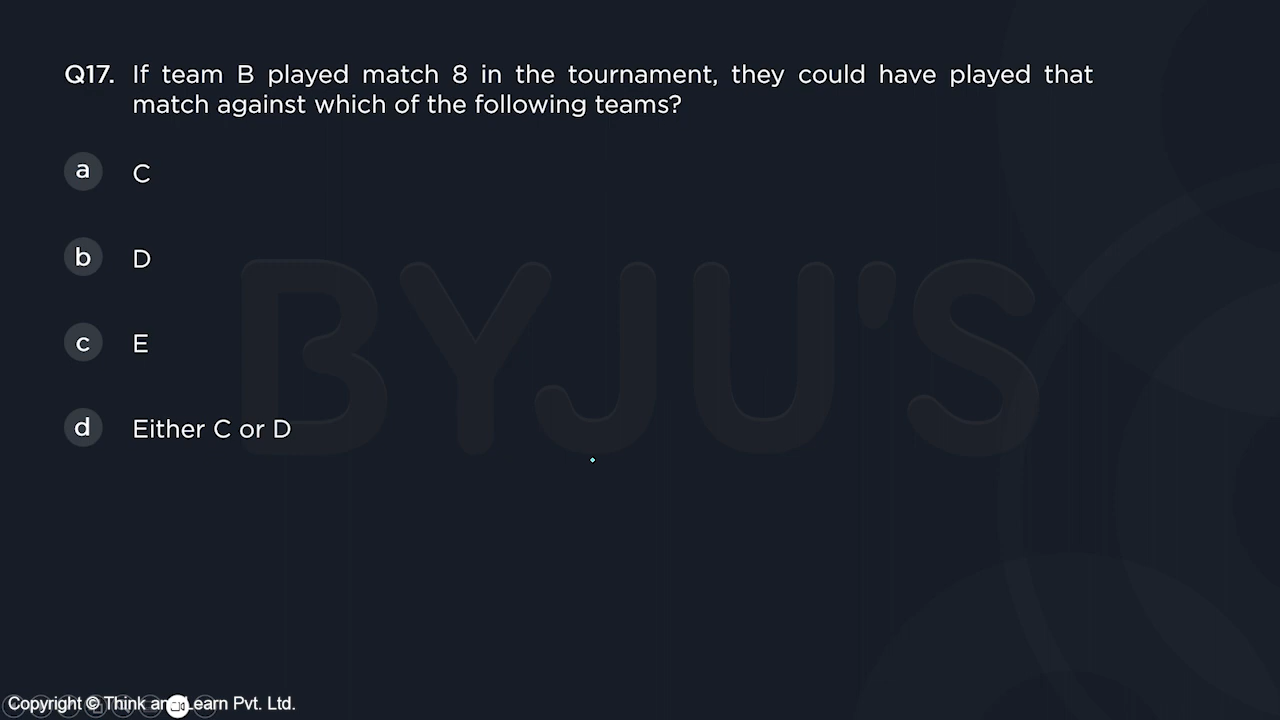 Q17. If team B played match 8 in the tournament, they could have played that
match against which of the following teams?
a C
b D
c E
d Either C or D
BYJU'S
Copyright © Think and Learn Pvt. Ltd.